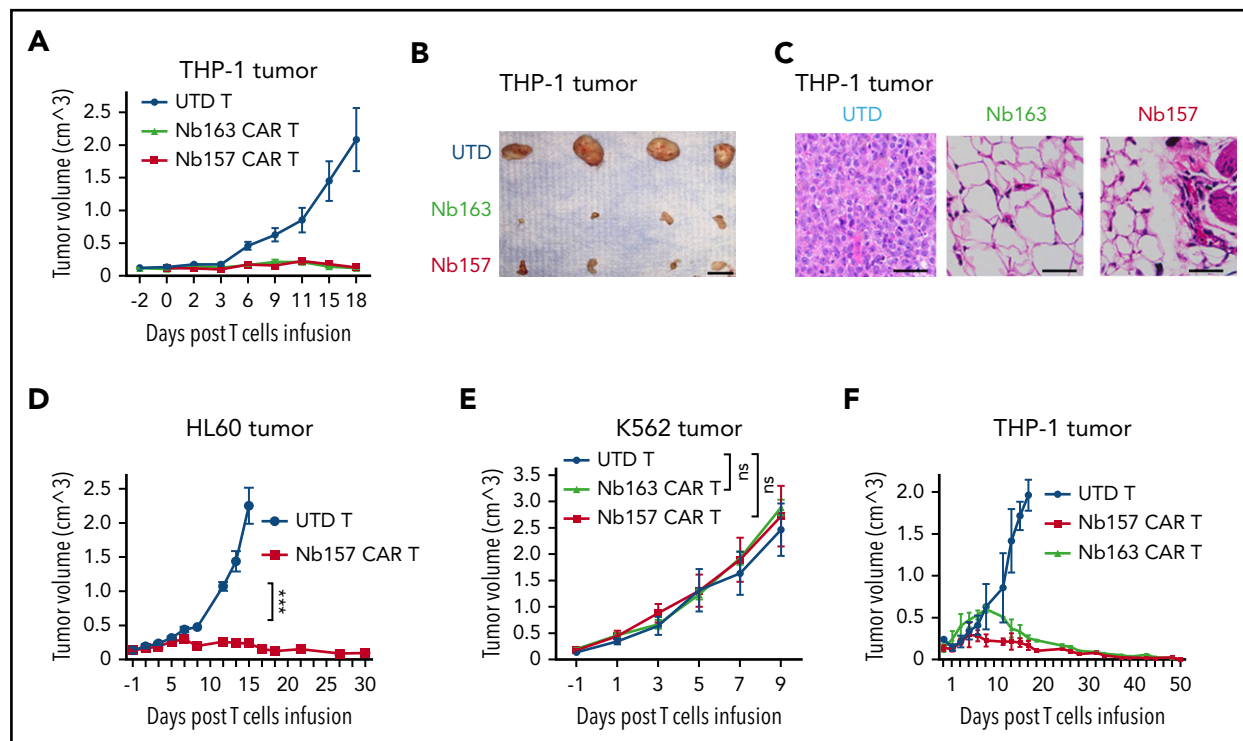 A
THP-1 tumor
UTD T
Nb163 CAR T
Nb157 CAR T
Tumor volume (cm^3)
2.5
2.0
1.5
1.0
0.5
0
-2 0 2 3 6 9 11 15 18
Days post T cells infusion
B
THP-1 tumor
UTD
Nb163
Nb157
C
THP-1 tumor
UTD Nb163 Nb157
D
HL60 tumor
UTD T
Nb157 CAR T
***
Tumor volume (cm^3)
2.5
2.0
1.5
1.0
0.5
0
-1 5 10 15 20 30
Days post T cells infusion
E
K562 tumor
UTD T
Nb163 CAR T
Nb157 CAR T
ns
ns
Tumor volume (cm^3)
3.5
3.0
2.5
2.0
1.5
1.0
0.5
0
-1 1 3 5 7 9
Days post T cells infusion
F
THP-1 tumor
UTD T
Nb157 CAR T
Nb163 CAR T
Tumor volume (cm^3)
2.0
1.5
1.0
0.5
0
1 10 20 30 40 50
Days post T cells infusion